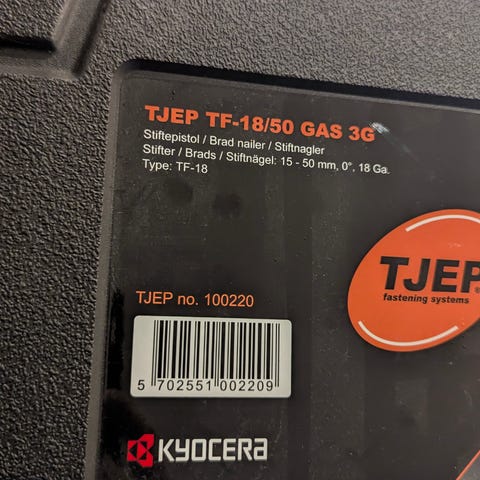 TJEP TF-18/50 GAS 3G
Stiftepistol / Brad nailer / Stiftnagler
Stifter / Brads / Stiftnägel: 15 - 50 mm, 0°, 18 Ga.
Type: TF-18
TJEP®
fastening systems
TJEP no. 100220
5 702551 002209
KYOCERA